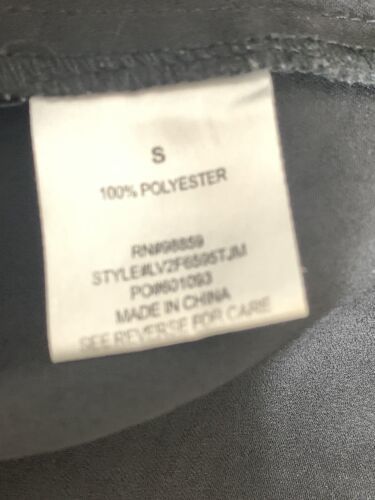 S
100% POLYESTER
RN#98859
STYLE#LV2F6595TJM
PO#601093
MADE IN CHINA
SEE REVERSE FOR CARE